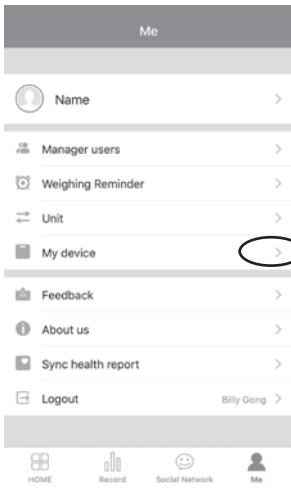 Me
Name
Manager users
Weighing Reminder
Unit
My device
Feedback
About us
Sync health report
Logout Billy Gong
HOME Record Social Network Me